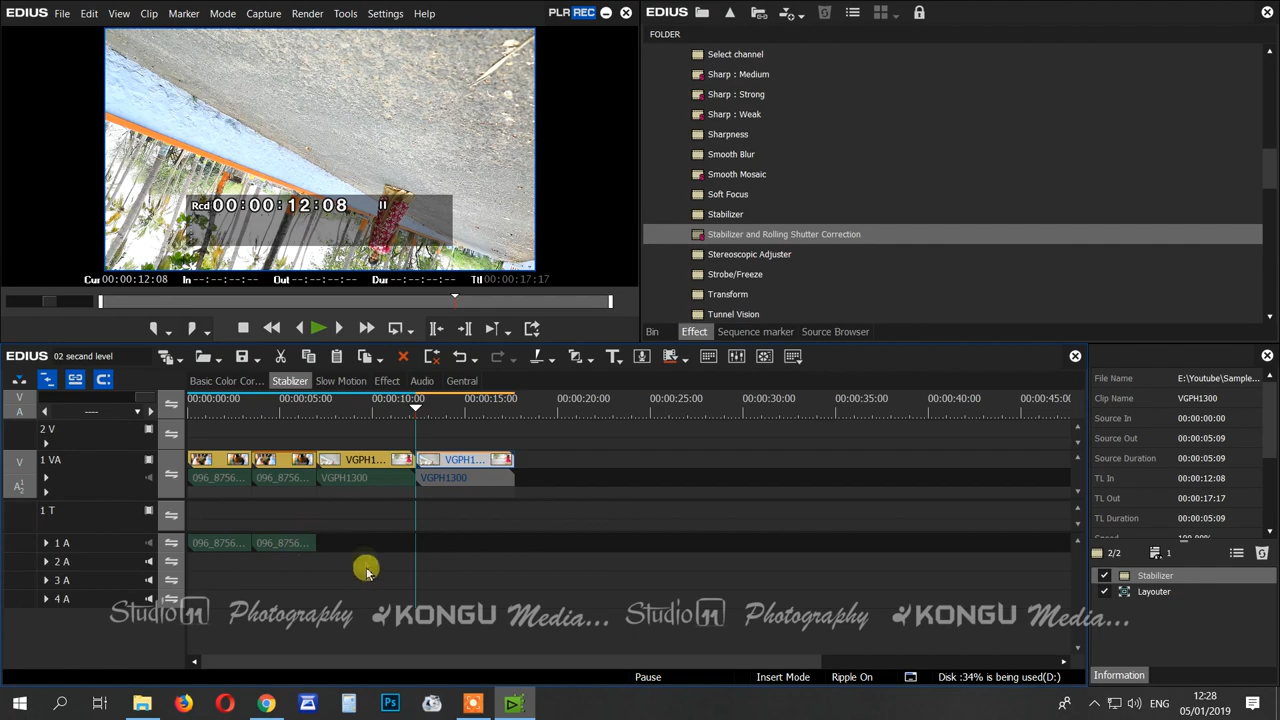 EDIUS File Edit View Clip Marker Mode Capture Render Tools Settings Help PLR REC
Rcd 00:00:12:08
Cur 00:00:12:08 In --:--:--:-- Out --:--:--:-- Dur --:--:--:-- Ttl 00:00:17:17
EDIUS
FOLDER
Select channel
Sharp : Medium
Sharp : Strong
Sharp : Weak
Sharpness
Smooth Blur
Smooth Mosaic
Soft Focus
Stabilizer
Stabilizer and Rolling Shutter Correction
Stereoscopic Adjuster
Strobe/Freeze
Transform
Tunnel Vision
Bin Effect Sequence marker Source Browser
EDIUS 02 second level
Basic Color Cor... Stablizer Slow Motion Effect Audio Gentral
V
A
----
00:00:00:00 00:00:05:00 00:00:10:00 00:00:15:00 00:00:20:00 00:00:25:00 00:00:30:00 00:00:35:00 00:00:40:00 00:00:45:00
2 V
V 1 VA VGPH1... VGPH1...
A1/2 096_8756... 096_8756... VGPH1300 VGPH1300
1 T
1 A 096_8756... 096_8756...
2 A
3 A
4 A
Studio11 Photography KONGU Media... Studio11 Photography KONGU Media...
Pause Insert Mode Ripple On Disk :34% is being used(D:)
File Name E:\Youtube\Sample...
Clip Name VGPH1300
Source In 00:00:00:00
Source Out 00:00:05:09
Source Duration 00:00:05:09
TL In 00:00:12:08
TL Out 00:00:17:17
TL Duration 00:00:05:09
2/2 1
Stabilizer
Layouter
Information
Ps
ENG
12:28
05/01/2019